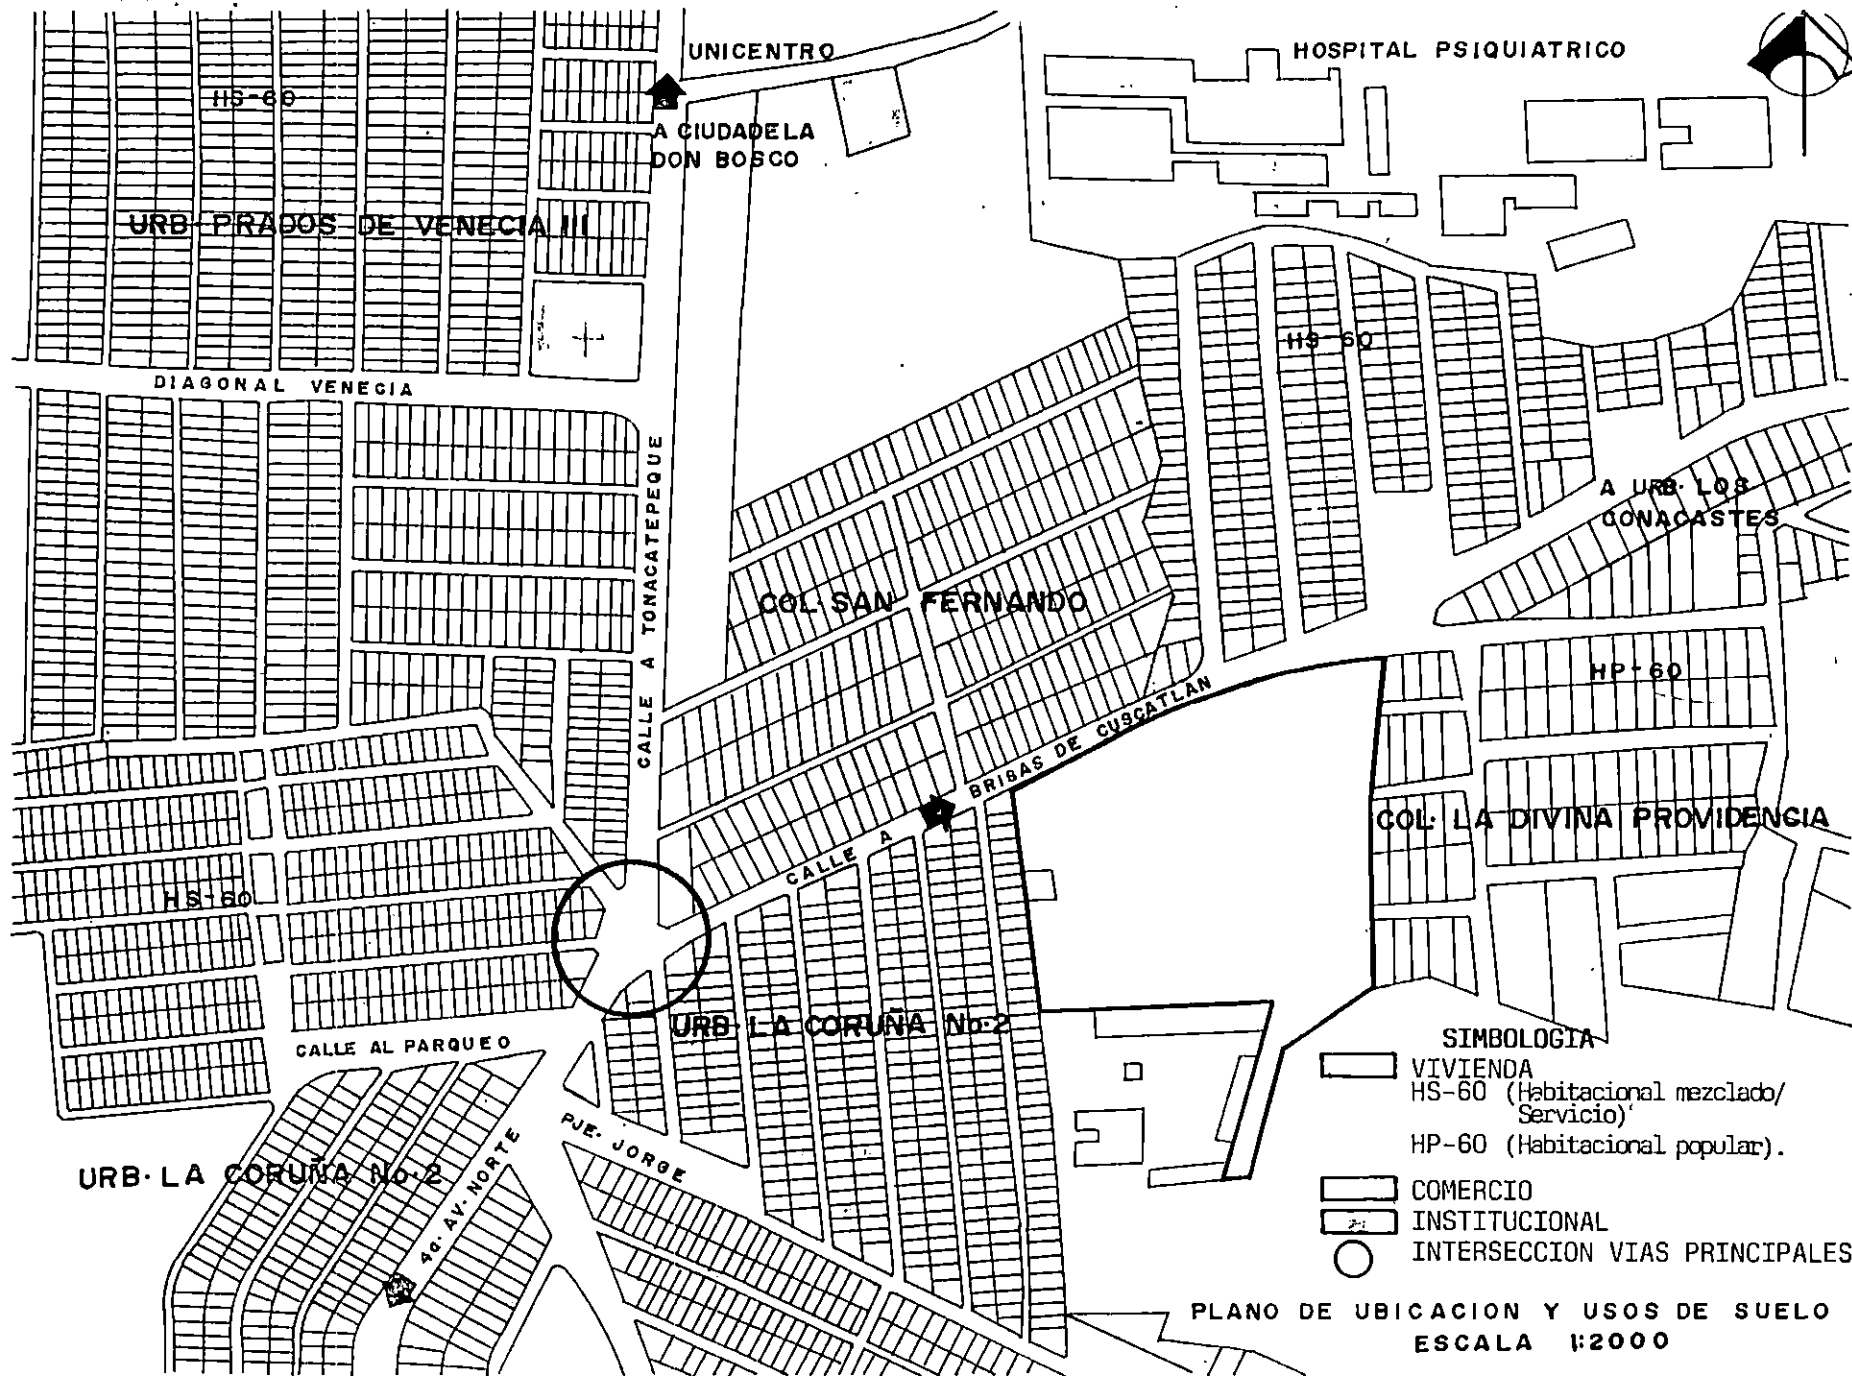 UNICENTRO
HOSPITAL PSIQUIATRICO
HS-60
A CIUDADELA
DON BOSCO
URB. PRADOS DE VENECIA III
HS-60
DIAGONAL VENECIA
CALLE A TONACATEPEQUE
A URB. LOS
CONACASTES
COL. SAN FERNANDO
HP-60
CALLE A BRISAS DE CUSCATLAN
COL. LA DIVINA PROVIDENCIA
HS-60
URB. LA CORUÑA No. 2
CALLE AL PARQUEO
PJE. JORGE
URB. LA CORUÑA No. 2
4a. AV. NORTE
SIMBOLOGIA
VIVIENDA
HS-60 (Habitacional mezclado/
Servicio)
HP-60 (Habitacional popular).
COMERCIO
INSTITUCIONAL
INTERSECCION VIAS PRINCIPALES
PLANO DE UBICACION Y USOS DE SUELO
ESCALA 1:2000